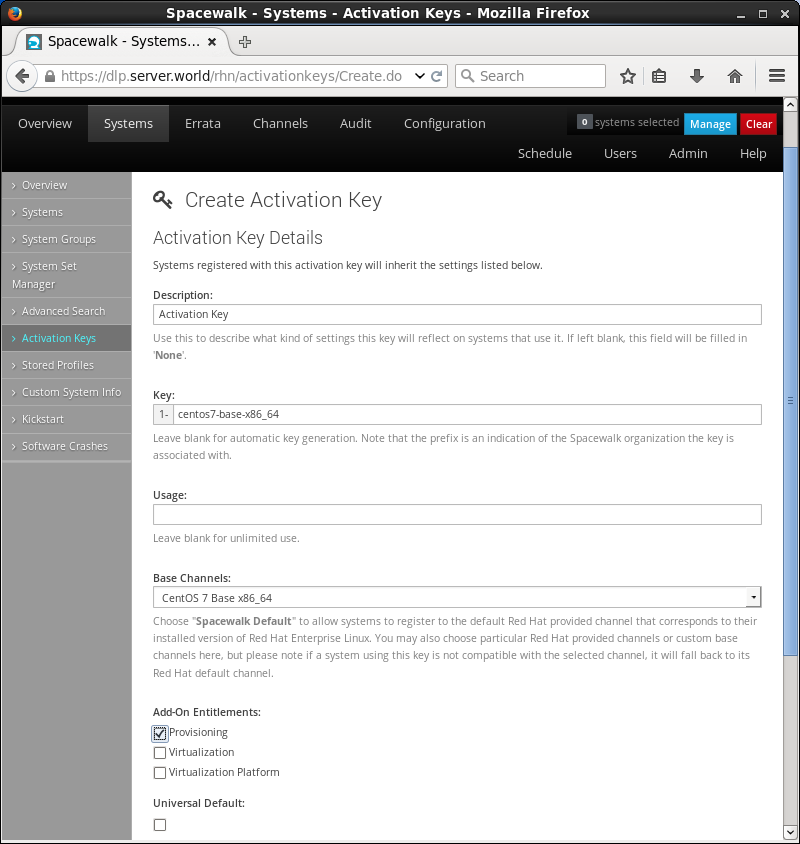 Spacewalk - Systems - Activation Keys - Mozilla Firefox
Spacewalk - Systems...
https://dlp.server.world/rhn/activationkeys/Create.do
Search
Overview
Systems
Errata
Channels
Audit
Configuration
0 systems selected
Manage
Clear
Schedule
Users
Admin
Help
Overview
Systems
System Groups
System Set
Manager
Advanced Search
Activation Keys
Stored Profiles
Custom System Info
Kickstart
Software Crashes
Create Activation Key
Activation Key Details
Systems registered with this activation key will inherit the settings listed below.
Description:
Activation Key
Use this to describe what kind of settings this key will reflect on systems that use it. If left blank, this field will be filled in
'None'.
Key:
1- centos7-base-x86_64
Leave blank for automatic key generation. Note that the prefix is an indication of the Spacewalk organization the key is
associated with.
Usage:
Leave blank for unlimited use.
Base Channels:
CentOS 7 Base x86_64
Choose "Spacewalk Default" to allow systems to register to the default Red Hat provided channel that corresponds to their
installed version of Red Hat Enterprise Linux. You may also choose particular Red Hat provided channels or custom base
channels here, but please note if a system using this key is not compatible with the selected channel, it will fall back to its
Red Hat default channel.
Add-On Entitlements:
Provisioning
Virtualization
Virtualization Platform
Universal Default: